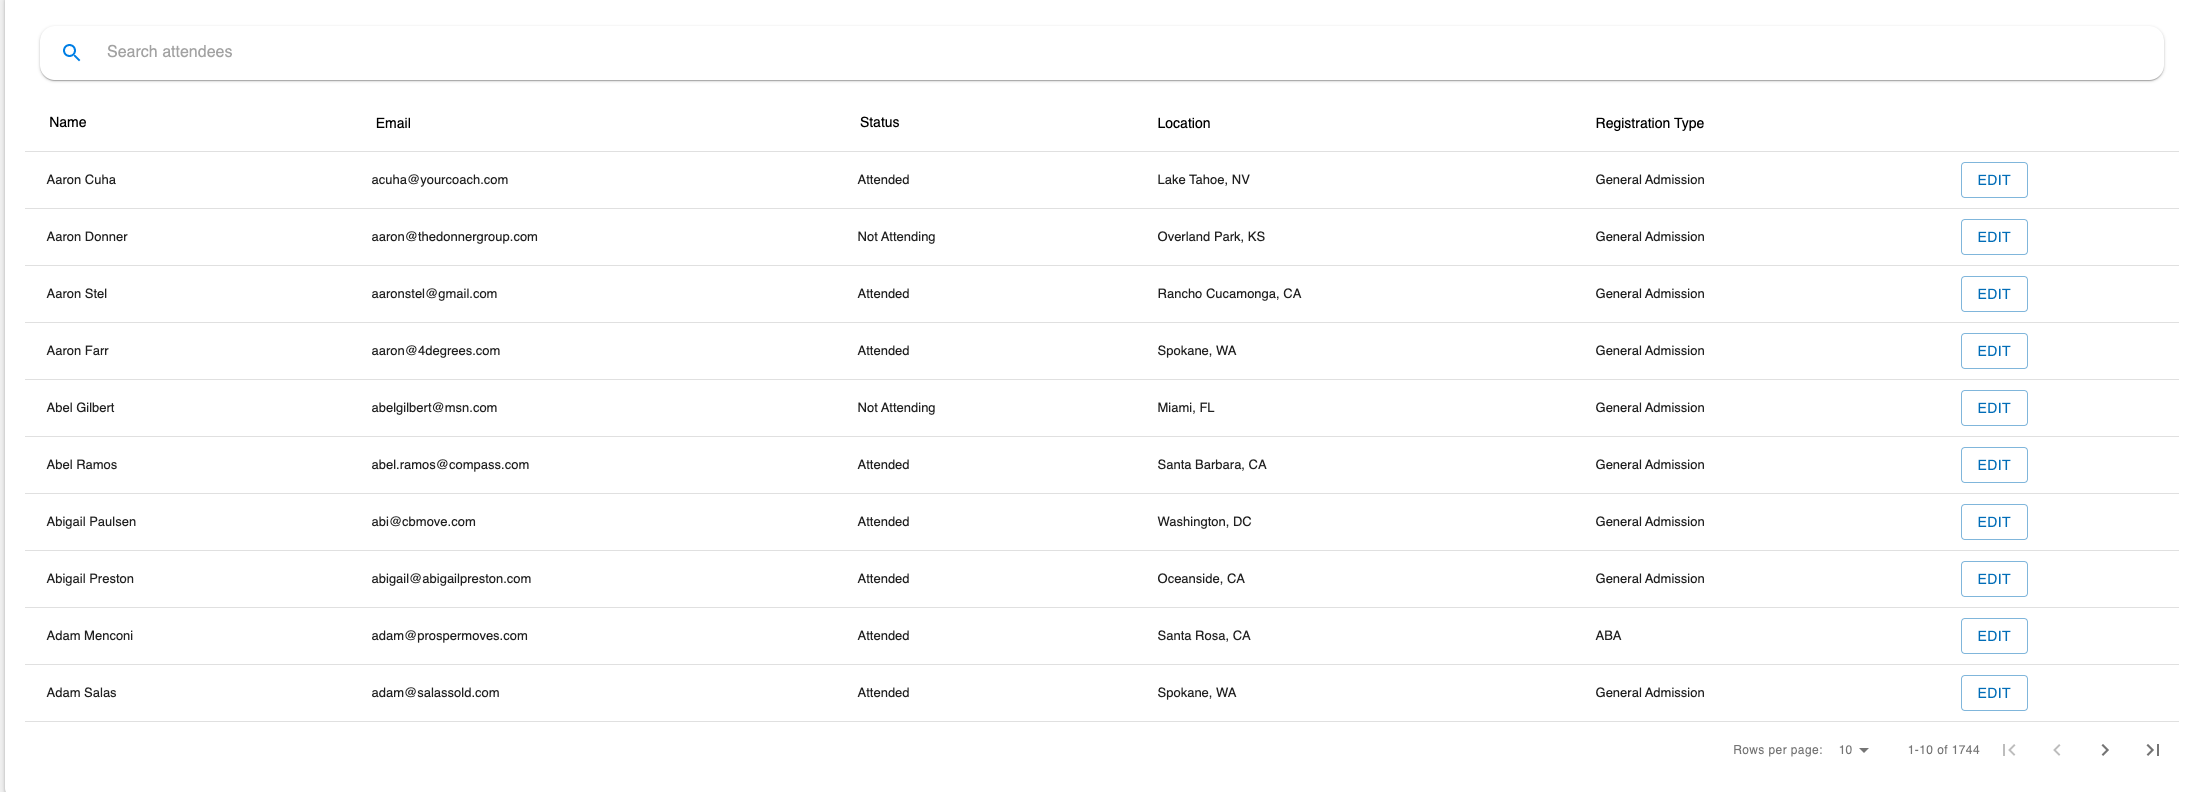 Search attendees
Name Email Status Location Registration Type
Aaron Cuha acuha@yourcoach.com Attended Lake Tahoe, NV General Admission EDIT
Aaron Donner aaron@thedonnergroup.com Not Attending Overland Park, KS General Admission EDIT
Aaron Stel aaronstel@gmail.com Attended Rancho Cucamonga, CA General Admission EDIT
Aaron Farr aaron@4degrees.com Attended Spokane, WA General Admission EDIT
Abel Gilbert abelgilbert@msn.com Not Attending Miami, FL General Admission EDIT
Abel Ramos abel.ramos@compass.com Attended Santa Barbara, CA General Admission EDIT
Abigail Paulsen abi@cbmove.com Attended Washington, DC General Admission EDIT
Abigail Preston abigail@abigailpreston.com Attended Oceanside, CA General Admission EDIT
Adam Menconi adam@prospermoves.com Attended Santa Rosa, CA ABA EDIT
Adam Salas adam@salassold.com Attended Spokane, WA General Admission EDIT
Rows per page: 10 1-10 of 1744